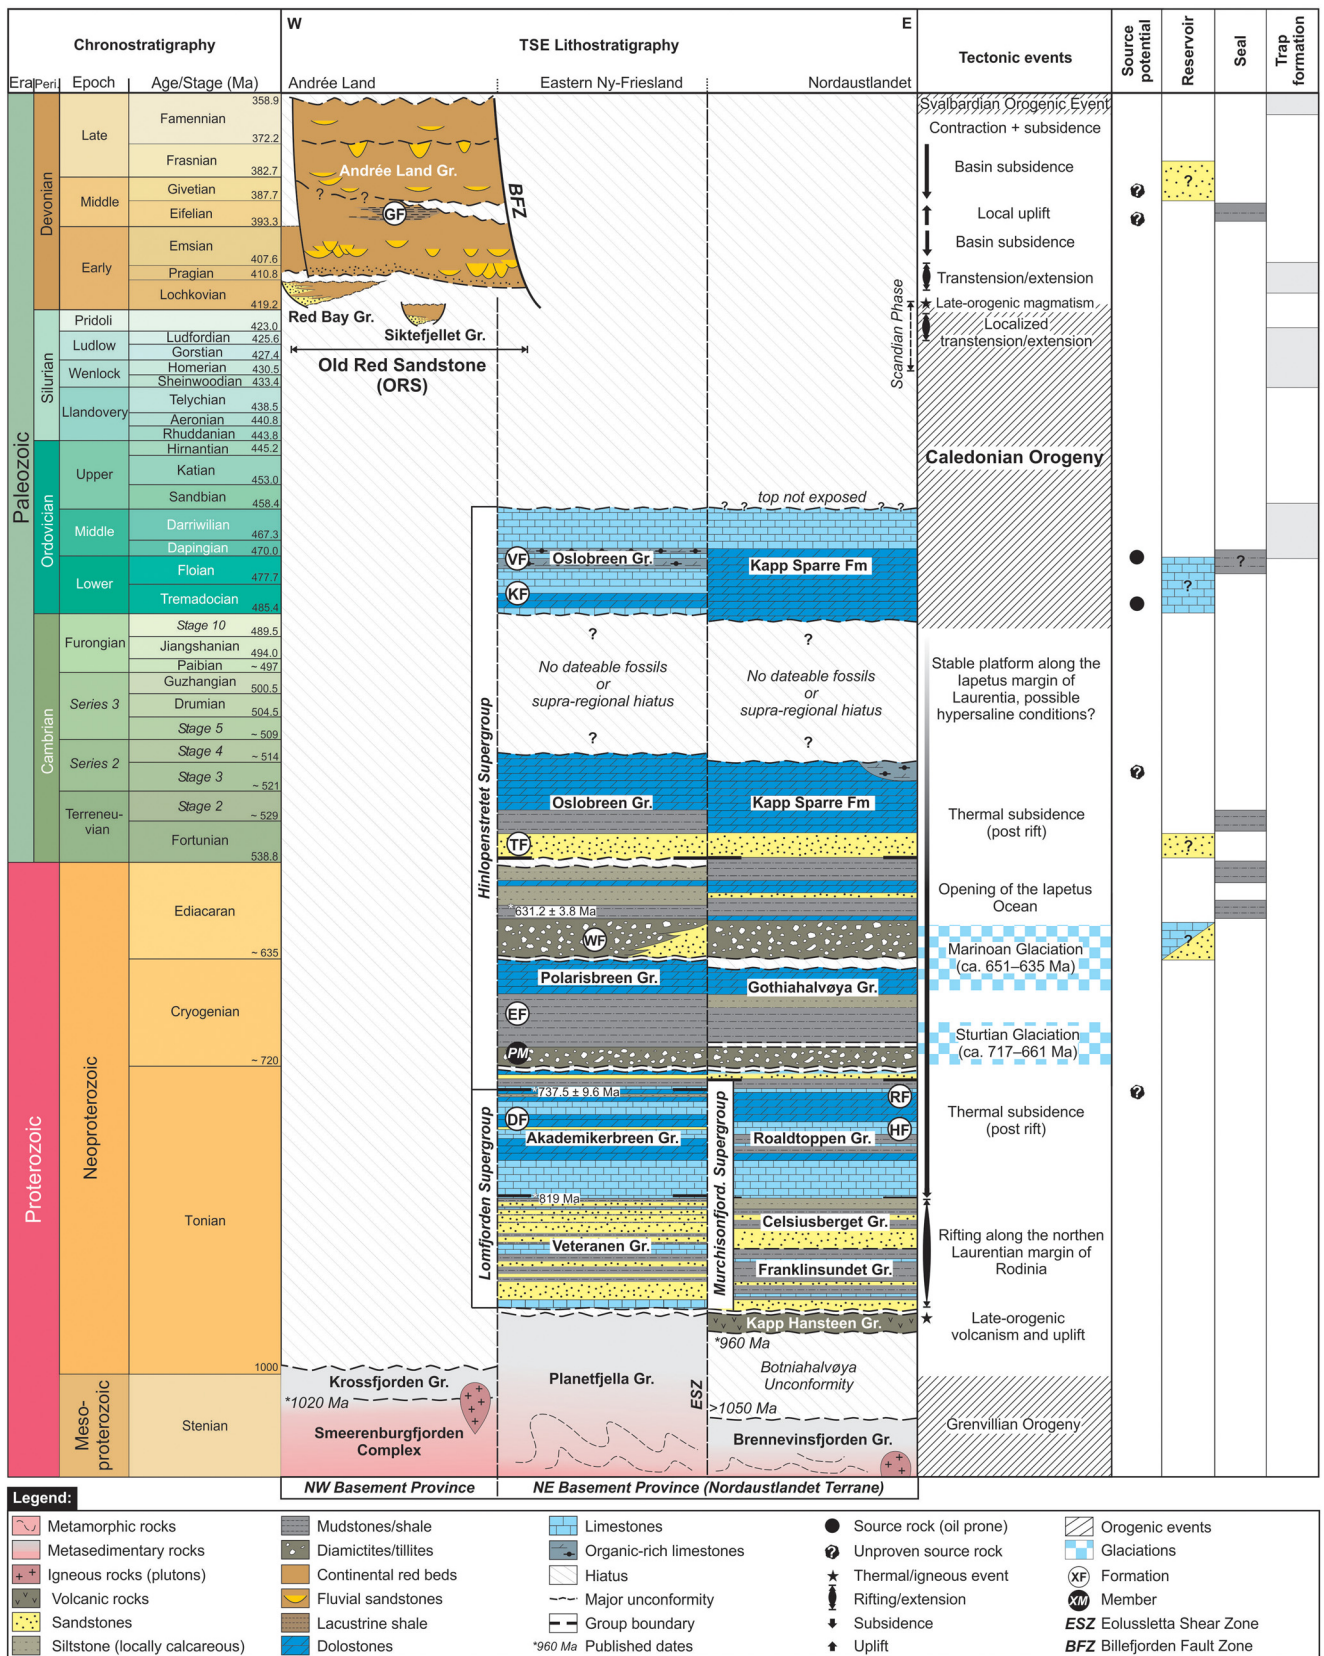 W
E
Chronostratigraphy
TSE Lithostratigraphy
Tectonic events
Source potential
Reservoir
Seal
Trap formation
Era
Peri.
Epoch
Age/Stage (Ma)
Andrée Land
Eastern Ny-Friesland
Nordaustlandet
Paleozoic
Proterozoic
Devonian
Silurian
Ordovician
Cambrian
Neoproterozoic
Meso-
proterozoic
Late
Middle
Early
Pridoli
Ludlow
Wenlock
Llandovery
Upper
Middle
Lower
Furongian
Series 3
Series 2
Terreneu-
vian
358.9
Famennian
372.2
Frasnian
382.7
Givetian
387.7
Eifelian
393.3
Emsian
407.6
Pragian
410.8
Lochkovian
419.2
423.0
Ludfordian 425.6
Gorstian 427.4
Homerian 430.5
Sheinwoodian 433.4
Telychian
438.5
Aeronian 440.8
Rhuddanian 443.8
Hirnantian 445.2
Katian
453.0
Sandbian
458.4
Darriwilian
467.3
Dapingian 470.0
Floian
477.7
Tremadocian
485.4
Stage 10
489.5
Jiangshanian
494.0
Paibian ~ 497
Guzhangian
500.5
Drumian
504.5
Stage 5
~ 509
Stage 4
~ 514
Stage 3
~ 521
Stage 2
~ 529
Fortunian
538.8
Ediacaran
~ 635
Cryogenian
~ 720
Tonian
1000
Stenian
Andrée Land Gr.
? ?
GF
BFZ
Red Bay Gr.
Siktefjellet Gr.
Old Red Sandstone
(ORS)
Krossfjorden Gr.
*1020 Ma
Smeerenburgfjorden
Complex
NW Basement Province
Hinlopenstretet Supergroup
Lomfjorden Supergroup
VF
Oslobreen Gr.
KF
?
No dateable fossils
or
supra-regional hiatus
?
Oslobreen Gr.
TF
*631.2 ± 3.8 Ma
WF
Polarisbreen Gr.
EF
PM
*737.5 ± 9.6 Ma
DF
Akademikerbreen Gr.
*819 Ma
Veteranen Gr.
Planetfjella Gr.
ESZ
NE Basement Province (Nordaustlandet Terrane)
top not exposed
? ? ? ?
Kapp Sparre Fm
?
No dateable fossils
or
supra-regional hiatus
?
Kapp Sparre Fm
Gothiahalvøya Gr.
Murchisonfjord. Supergroup
RF
HF
Roaldtoppen Gr.
Celsiusberget Gr.
Franklinsundet Gr.
Kapp Hansteen Gr.
*960 Ma
Botniahalvøya
Unconformity
>1050 Ma
Brennevinsfjorden Gr.
Svalbardian Orogenic Event
Contraction + subsidence
Basin subsidence
Local uplift
Basin subsidence
Transtension/extension
Late-orogenic magmatism
Localized
transtension/extension
Scandian Phase
Caledonian Orogeny
Stable platform along the
Iapetus margin of
Laurentia, possible
hypersaline conditions?
Thermal subsidence
(post rift)
Opening of the Iapetus
Ocean
Marinoan Glaciation
(ca. 651–635 Ma)
Sturtian Glaciation
(ca. 717–661 Ma)
Thermal subsidence
(post rift)
Rifting along the northen
Laurentian margin of
Rodinia
Late-orogenic
volcanism and uplift
Grenvillian Orogeny
?
?
?
?
?
?
?
?
?
Legend:
Metamorphic rocks
Metasedimentary rocks
Igneous rocks (plutons)
Volcanic rocks
Sandstones
Siltstone (locally calcareous)
Mudstones/shale
Diamictites/tillites
Continental red beds
Fluvial sandstones
Lacustrine shale
Dolostones
Limestones
Organic-rich limestones
Hiatus
Major unconformity
Group boundary
*960 Ma Published dates
Source rock (oil prone)
? Unproven source rock
Thermal/igneous event
Rifting/extension
Subsidence
Uplift
Orogenic events
Glaciations
XF Formation
XM Member
ESZ Eolussletta Shear Zone
BFZ Billefjorden Fault Zone